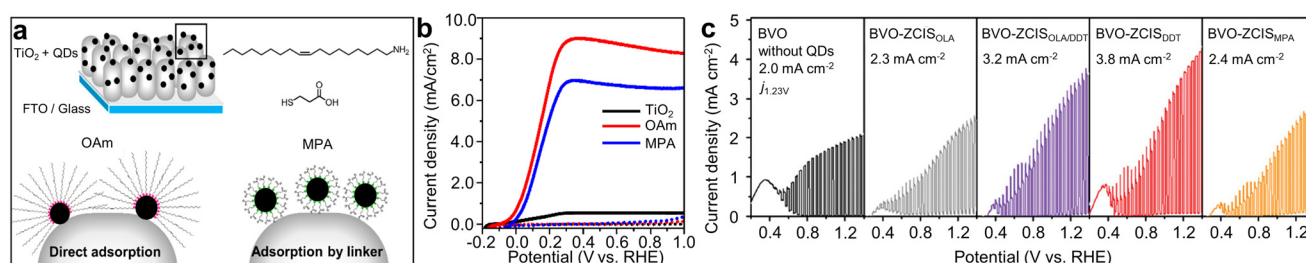 a
TiO2 + QDs
FTO / Glass
NH2
HS
O
OH
OAm
MPA
Direct adsorption
Adsorption by linker
b
Current density (mA/cm²)
10.0
8.0
6.0
4.0
2.0
0.0
TiO2
OAm
MPA
-0.2 0.0 0.2 0.4 0.6 0.8 1.0
Potential (V vs. RHE)
c
Current density (mA cm-2)
5
4
3
2
1
0
BVO
without QDs
2.0 mA cm-2
j1.23V
BVO-ZCISOLA
2.3 mA cm-2
BVO-ZCISOLA/DDT
3.2 mA cm-2
BVO-ZCISDDT
3.8 mA cm-2
BVO-ZCISMPA
2.4 mA cm-2
0.4 0.8 1.2 0.4 0.8 1.2 0.4 0.8 1.2 0.4 0.8 1.2 0.4 0.8 1.2
Potential (V vs. RHE)